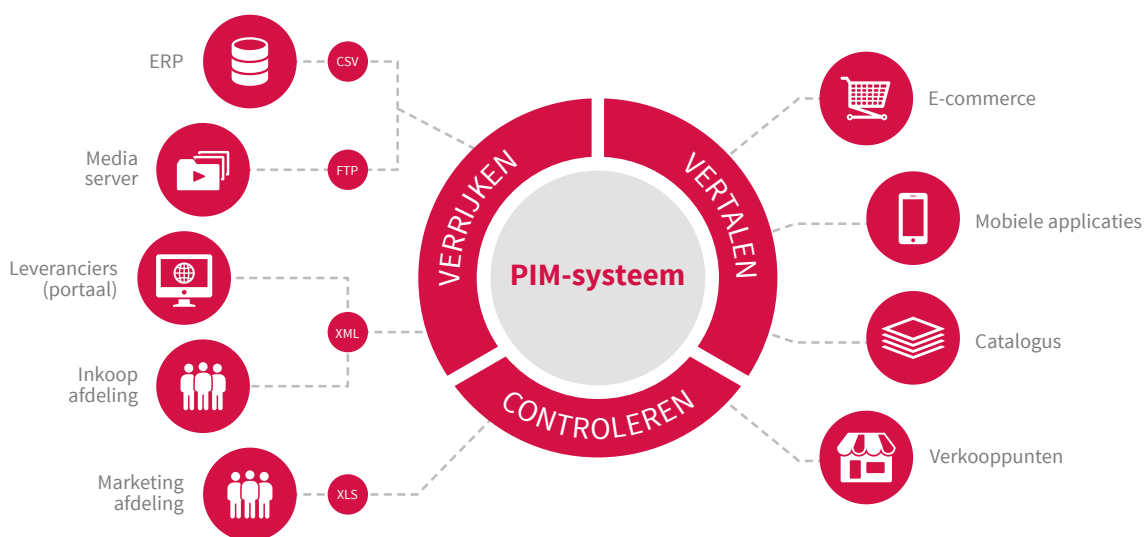 ERP
CSV
Media
server
FTP
Leveranciers
(portaal)
XML
Inkoop
afdeling
Marketing
afdeling
XLS
VERRIJKEN
VERTALEN
CONTROLEREN
PIM-systeem
E-commerce
Mobiele applicaties
Catalogus
Verkooppunten